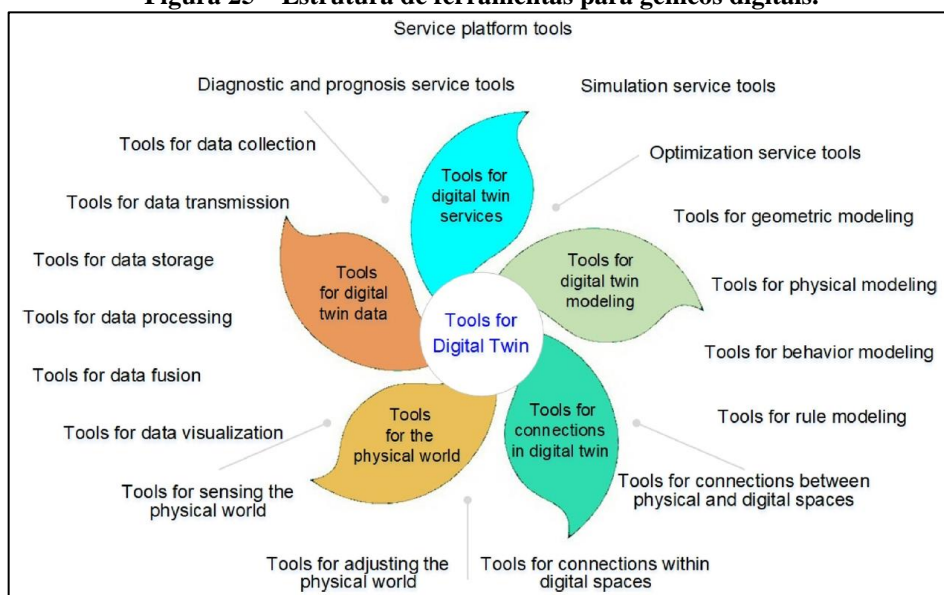 Figura 25 – Estrutura de ferramentas para gêmeos digitais.
Service platform tools
Diagnostic and prognosis service tools
Simulation service tools
Tools for data collection
Optimization service tools
Tools for
digital twin
services
Tools for data transmission
Tools for geometric modeling
Tools for data storage
Tools
for digital
twin data
Tools for
digital twin
modeling
Tools for physical modeling
Tools for data processing
Tools for
Digital Twin
Tools for behavior modeling
Tools for data fusion
Tools for rule modeling
Tools for data visualization
Tools
for the
physical world
Tools for
connections
in digital twin
Tools for sensing the
physical world
Tools for connections between
physical and digital spaces
Tools for adjusting the
physical world
Tools for connections within
digital spaces